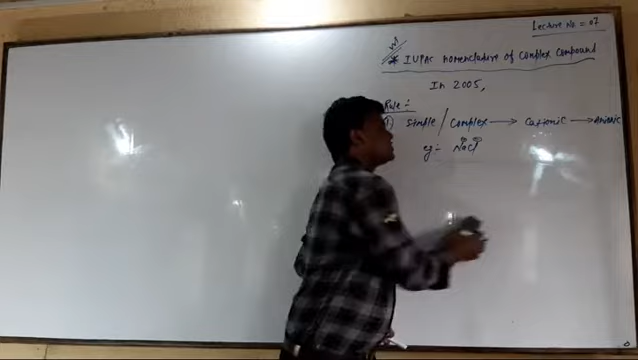 Lecture No. = 07
* IUPAC nomenclature of Complex Compound
In 2005,
Rule :-
① Simple / Complex → Cationic → Anionic
eg:- NaCl